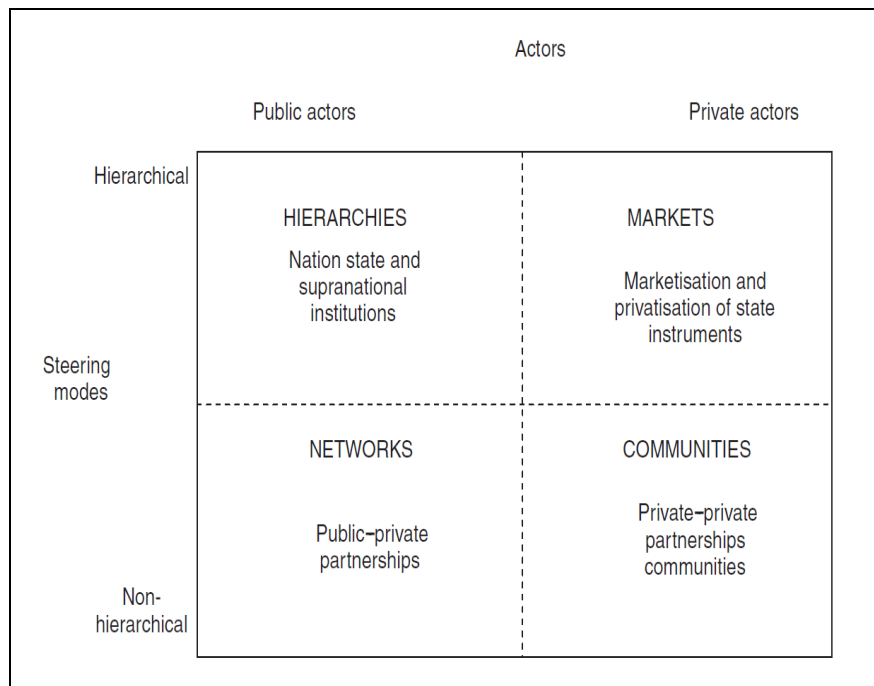 Actors
Public actors
Private actors
Hierarchical
HIERARCHIES
Nation state and
supranational
institutions
MARKETS
Marketisation and
privatisation of state
instruments
Steering
modes
NETWORKS
Public–private
partnerships
COMMUNITIES
Private–private
partnerships
communities
Non-
hierarchical